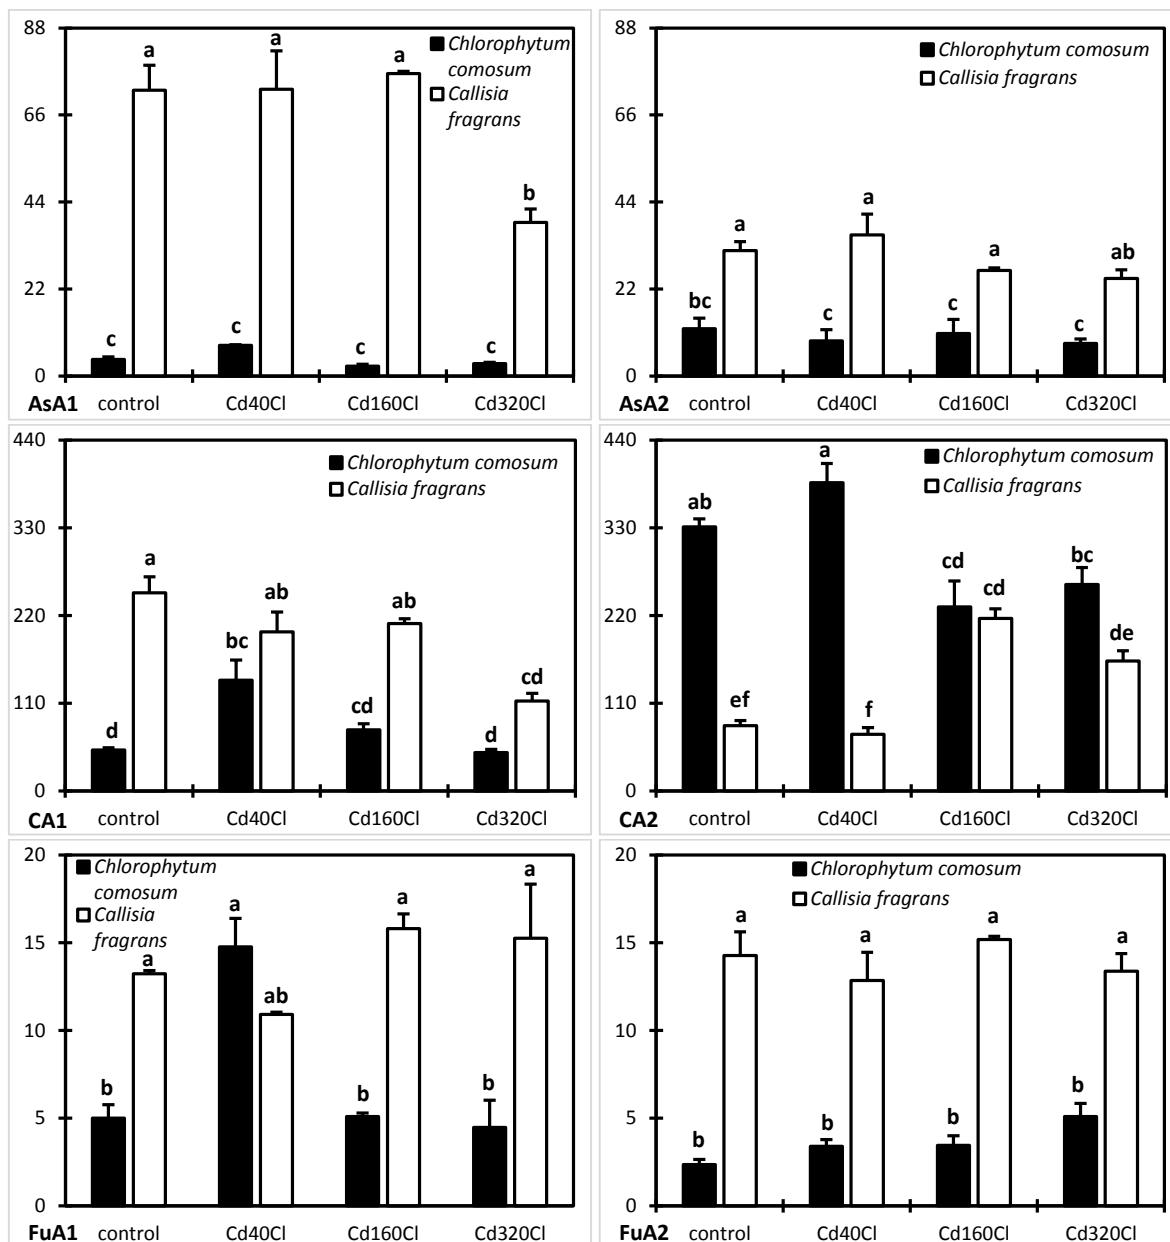 88
66
44
22
0
a
a
a
b
c
c
c
c
Chlorophytum
comosum
Callisia
fragrans
AsA1 control Cd40Cl Cd160Cl Cd320Cl
88
66
44
22
0
a
a
a
ab
bc
c
c
c
Chlorophytum comosum
Callisia fragrans
AsA2 control Cd40Cl Cd160Cl Cd320Cl
440
330
220
110
0
Chlorophytum comosum
Callisia fragrans
a
ab
ab
bc
cd
cd
d
d
CA1 control Cd40Cl Cd160Cl Cd320Cl
440
330
220
110
0
Chlorophytum comosum
Callisia fragrans
a
ab
cd
cd
bc
de
ef
f
CA2 control Cd40Cl Cd160Cl Cd320Cl
20
15
10
5
0
Chlorophytum
comosum
Callisia
fragrans
a
a
a
a
ab
b
b
b
FuA1 control Cd40Cl Cd160Cl Cd320Cl
20
15
10
5
0
Chlorophytum comosum
Callisia fragrans
a
a
a
a
b
b
b
b
FuA2 control Cd40Cl Cd160Cl Cd320Cl